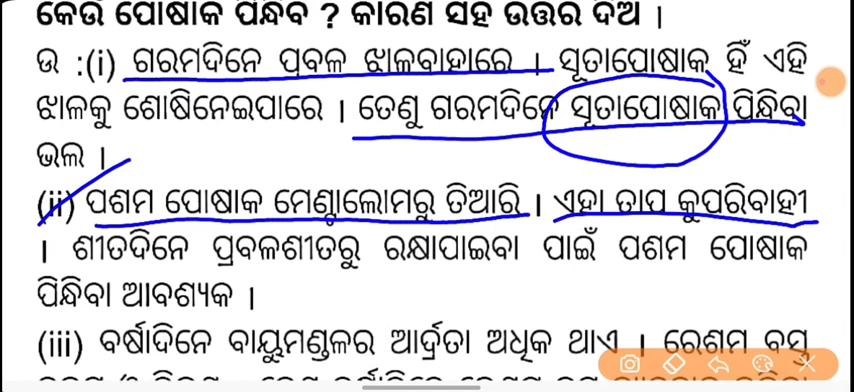 କେଉଁ ପୋଷାକ ପିନ୍ଧିବ ? କାରଣ ସହ ଉତ୍ତର ଦିଅ ।
ଉ :(i) ଗରମଦିନେ ପ୍ରବଳ ଝାଳବାହାରେ । ସୂତାପୋଷାକ ହିଁ ଏହି
ଝାଳକୁ ଶୋଷିନେଇପାରେ । ତେଣୁ ଗରମଦିନେ ସୂତାପୋଷାକ ପିନ୍ଧିବା
ଭଲ ।
(ii) ପଶମ ପୋଷାକ ମେଣ୍ଢାଲୋମରୁ ତିଆରି । ଏହା ତାପ କୁପରିବାହୀ
। ଶୀତଦିନେ ପ୍ରବଳଶୀତରୁ ରକ୍ଷାପାଇବା ପାଇଁ ପଶମ ପୋଷାକ
ପିନ୍ଧିବା ଆବଶ୍ୟକ ।
(iii) ବର୍ଷାଦିନେ ବାୟୁମଣ୍ଡଳର ଆର୍ଦ୍ରତା ଅଧିକ ଥାଏ । ରେଶମ ବସ୍ତ୍ର